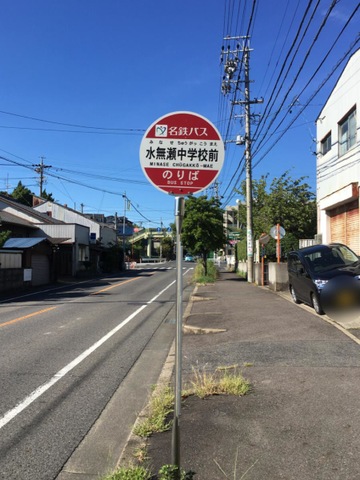 名鉄バス
みなせちゅうがっこうまえ
水無瀬中学校前
MINASE CHŪGAKKŌ-MAE
のりば
BUS STOP